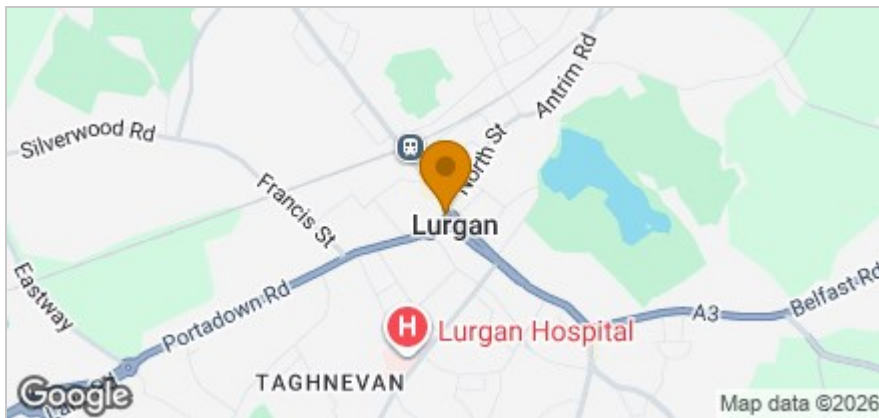 Antrim Rd
Silverwood Rd
North St
Francis St
Lurgan
Eastway
Portadown Rd
Belfast Rd
A3
H
Lurgan Hospital
TAGHNEVAN
Google
Map data ©2026